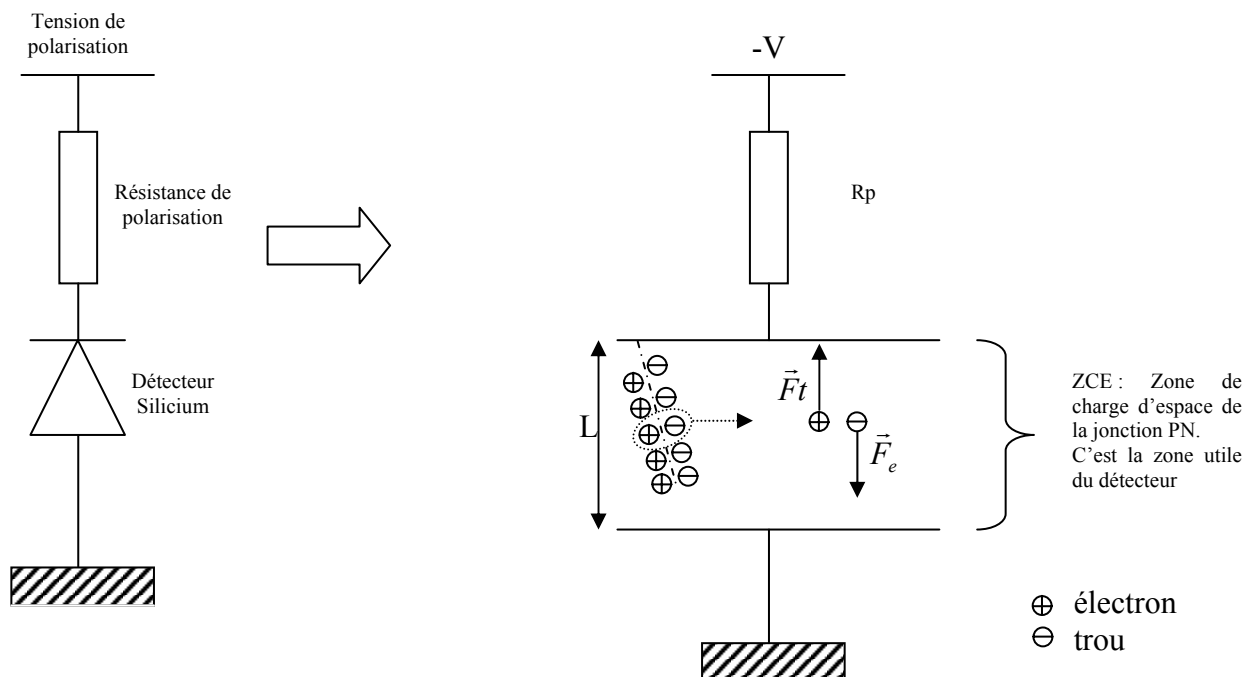 Tension de
polarisation
Résistance de
polarisation
Détecteur
Silicium
-V
Rp
L
Ft
F e
ZCE : Zone de
charge d'espace de
la jonction PN.
C'est la zone utile
du détecteur
⊕ électron
⊖ trou